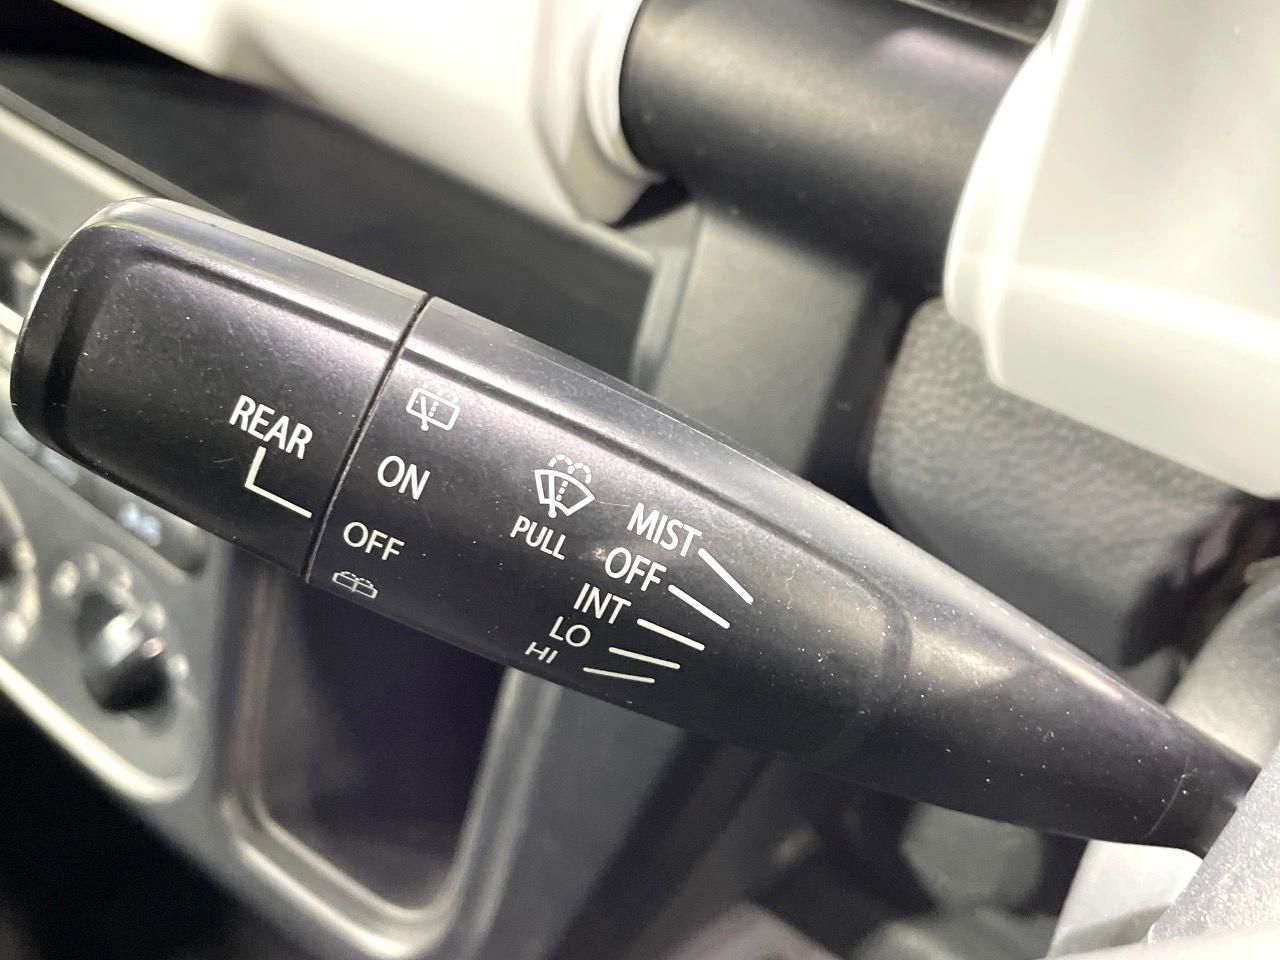 REAR
ON
OFF
PULL
MIST
OFF
INT
LO
HI